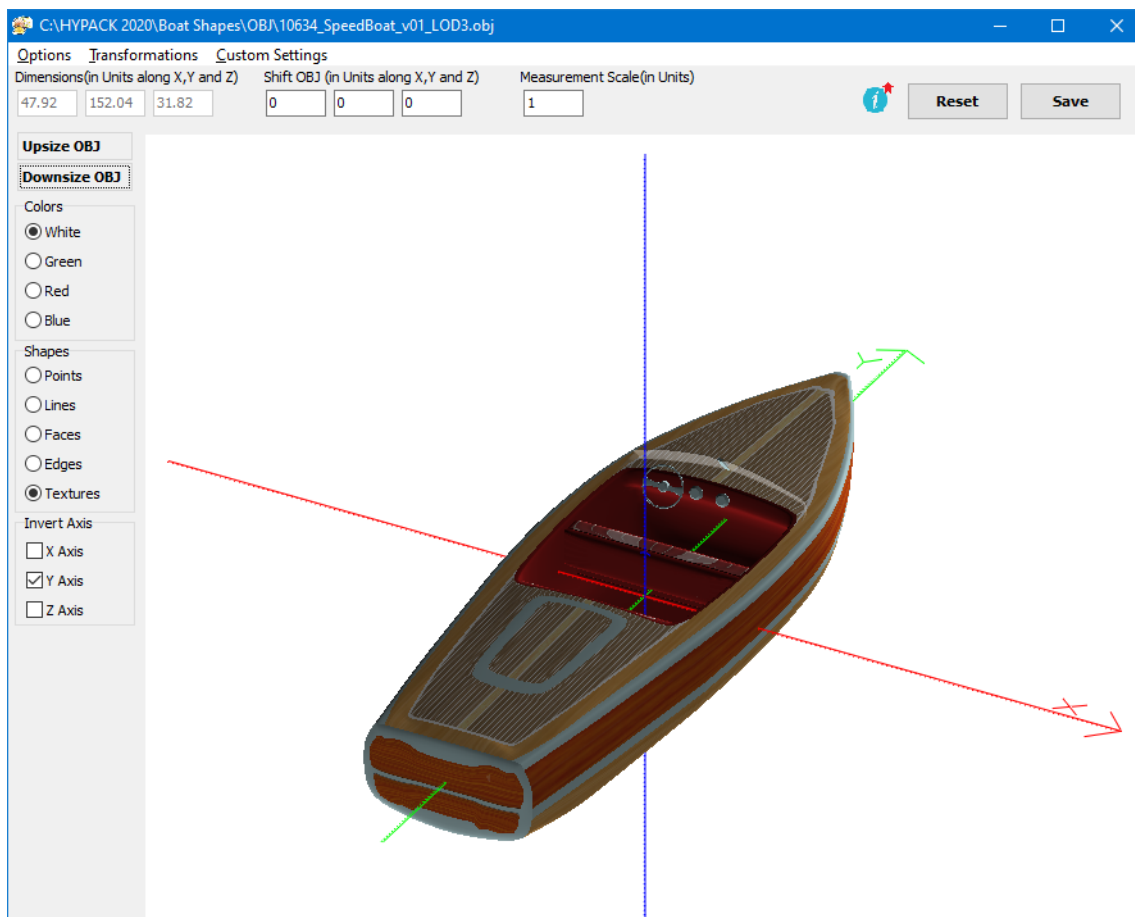 C:\HYPACK 2020\Boat Shapes\OBJ\10634_SpeedBoat_v01_LOD3.obj
Options Transformations Custom Settings
Dimensions(in Units along X,Y and Z) Shift OBJ (in Units along X,Y and Z) Measurement Scale(in Units)
47.92 152.04 31.82 0 0 0 1 i Reset Save
Upsize OBJ
Downsize OBJ
Colors
White
Green
Red
Blue
Shapes
Points
Lines
Faces
Edges
Textures
Invert Axis
X Axis
Y Axis
Z Axis
Y
X